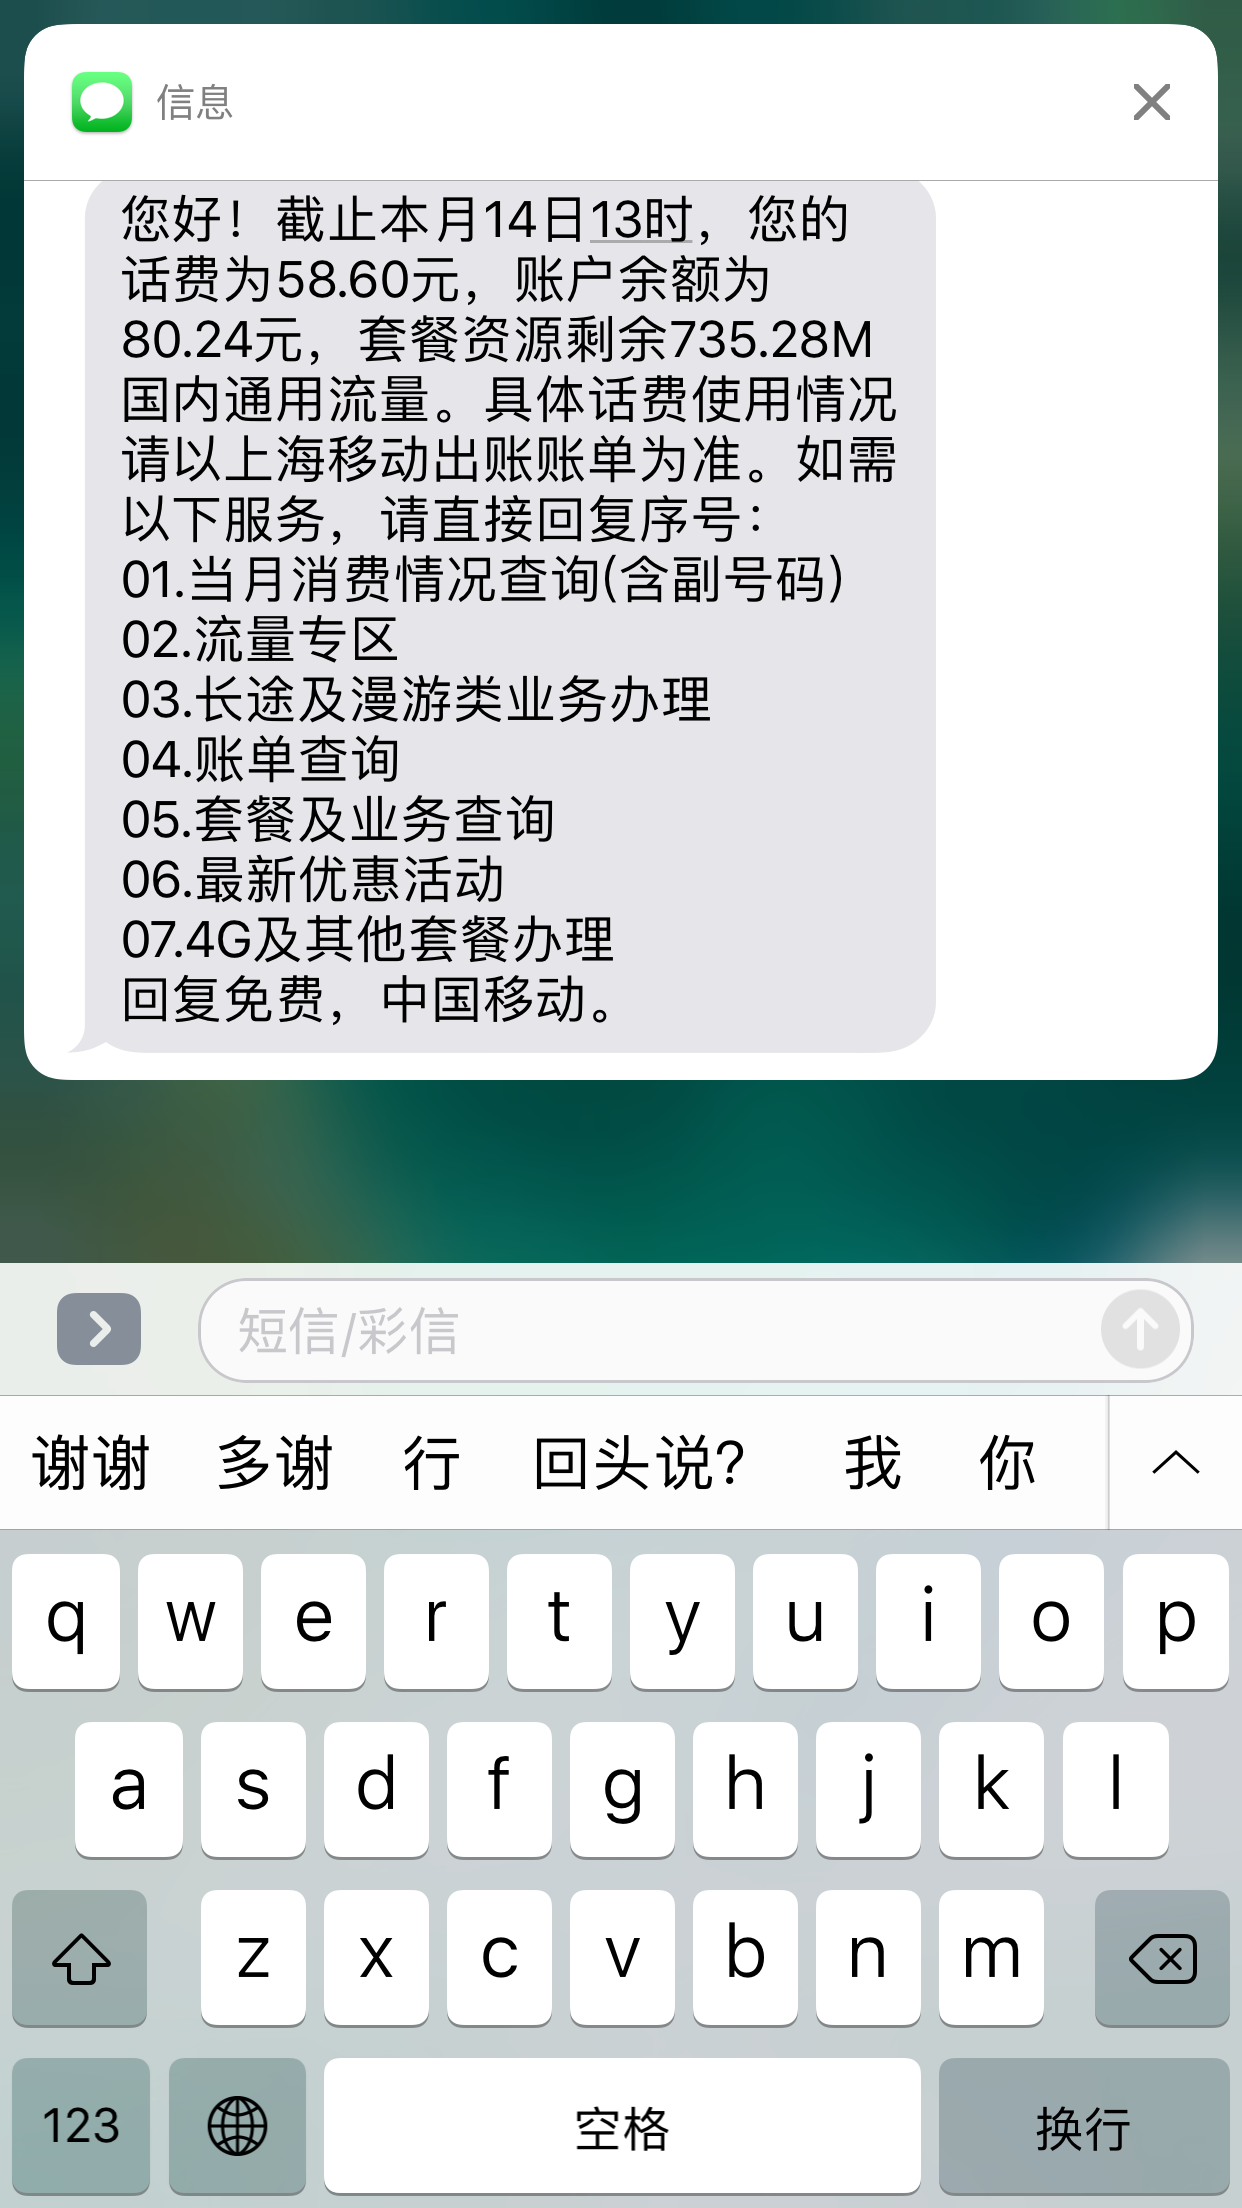 信息
您好！截止本月14日13时，您的
话费为58.60元，账户余额为
80.24元，套餐资源剩余735.28M
国内通用流量。具体话费使用情况
请以上海移动出账账单为准。如需
以下服务，请直接回复序号：
01.当月消费情况查询(含副号码)
02.流量专区
03.长途及漫游类业务办理
04.账单查询
05.套餐及业务查询
06.最新优惠活动
07.4G及其他套餐办理
回复免费，中国移动。
短信/彩信
谢谢 多谢 行 回头说? 我 你
q w e r t y u i o p
a s d f g h j k l
z x c v b n m
123 空格 换行